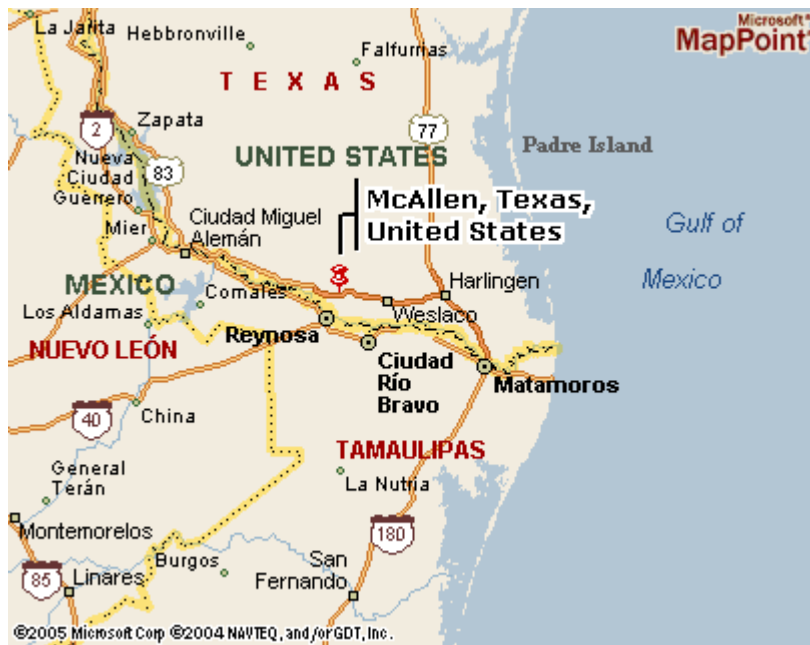 Microsoft®
MapPoint®
La Jarita
Hebbronville
Falfurrias
TEXAS
2
Zapata
77
Padre Island
Nueva
Ciudad
Guerrero
83
UNITED STATES
McAllen, Texas,
United States
Ciudad Miguel
Alemán
Mier
Gulf of
Mexico
MEXICO
Comales
Harlingen
Los Aldamas
Weslaco
Reynosa
NUEVO LEÓN
Ciudad
Río
Bravo
Matamoros
40
China
TAMAULIPAS
General
Terán
La Nutria
Montemorelos
180
Burgos
San
Fernando
85
Linares
©2005 Microsoft Corp ©2004 NAVTEQ, and/or GDT, Inc.